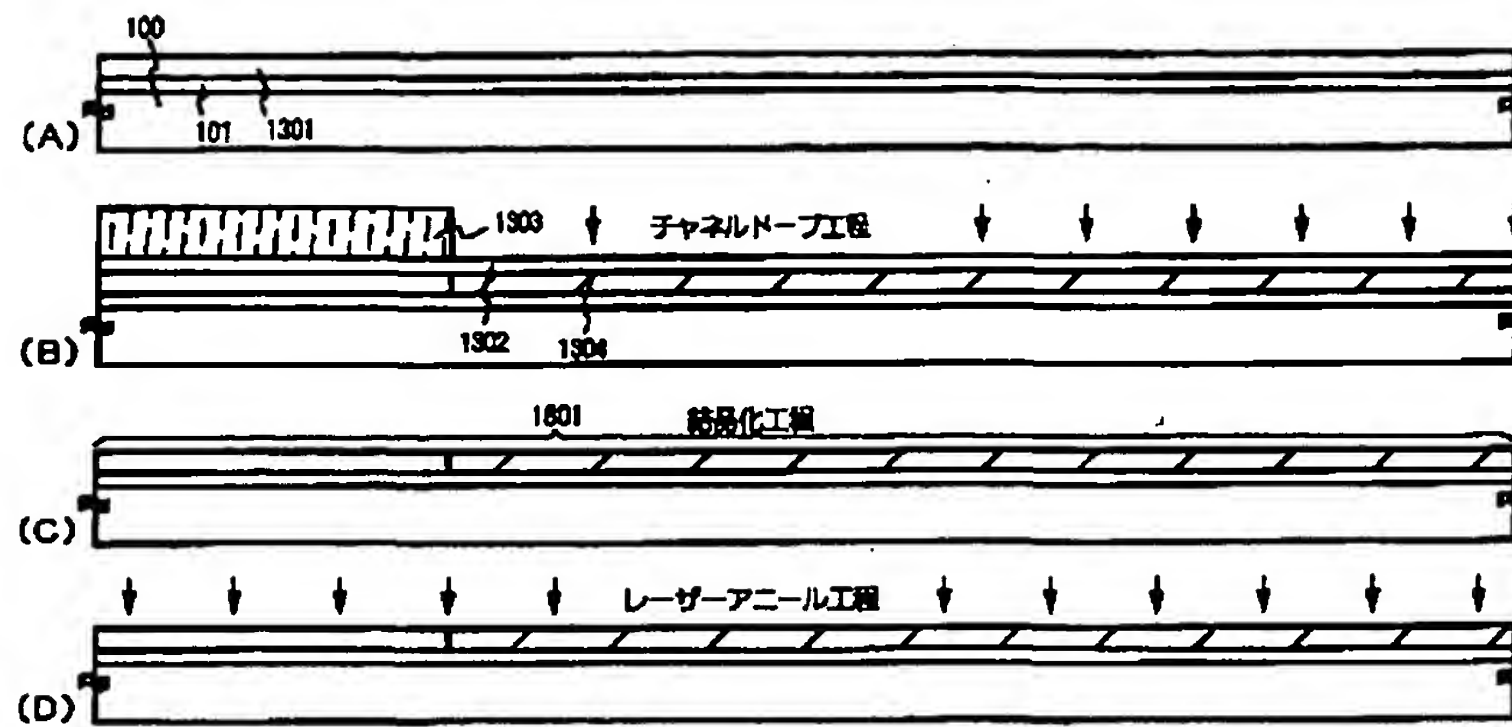 100
101
1301
(A)
1303
チャネルドープ工程
1302
1304
(B)
1601
結晶化工程
(C)
レーザーアニール工程
(D)